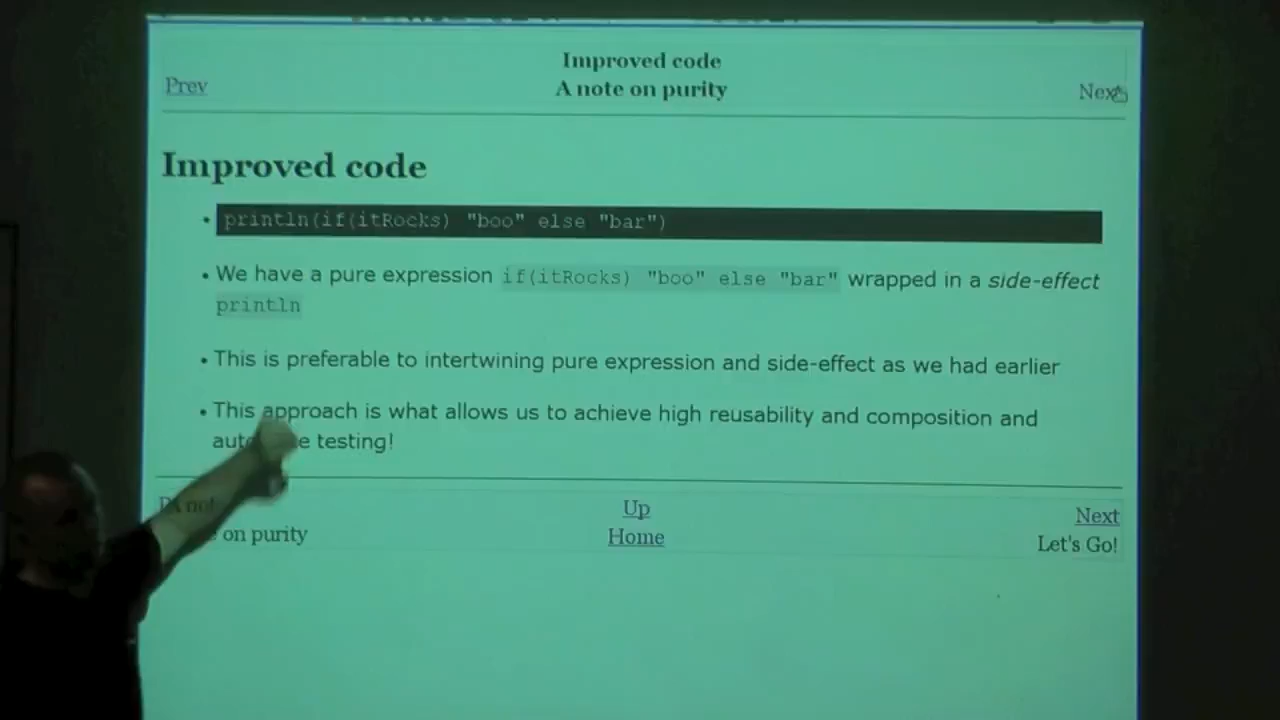 Improved code
Prev
A note on purity
Next
Improved code
• println(if(itRocks) "boo" else "bar")
• We have a pure expression if(itRocks) "boo" else "bar" wrapped in a side-effect
println
• This is preferable to intertwining pure expression and side-effect as we had earlier
• This approach is what allows us to achieve high reusability and composition and
testing!
Up
Next
on purity
Home
Let's Go!